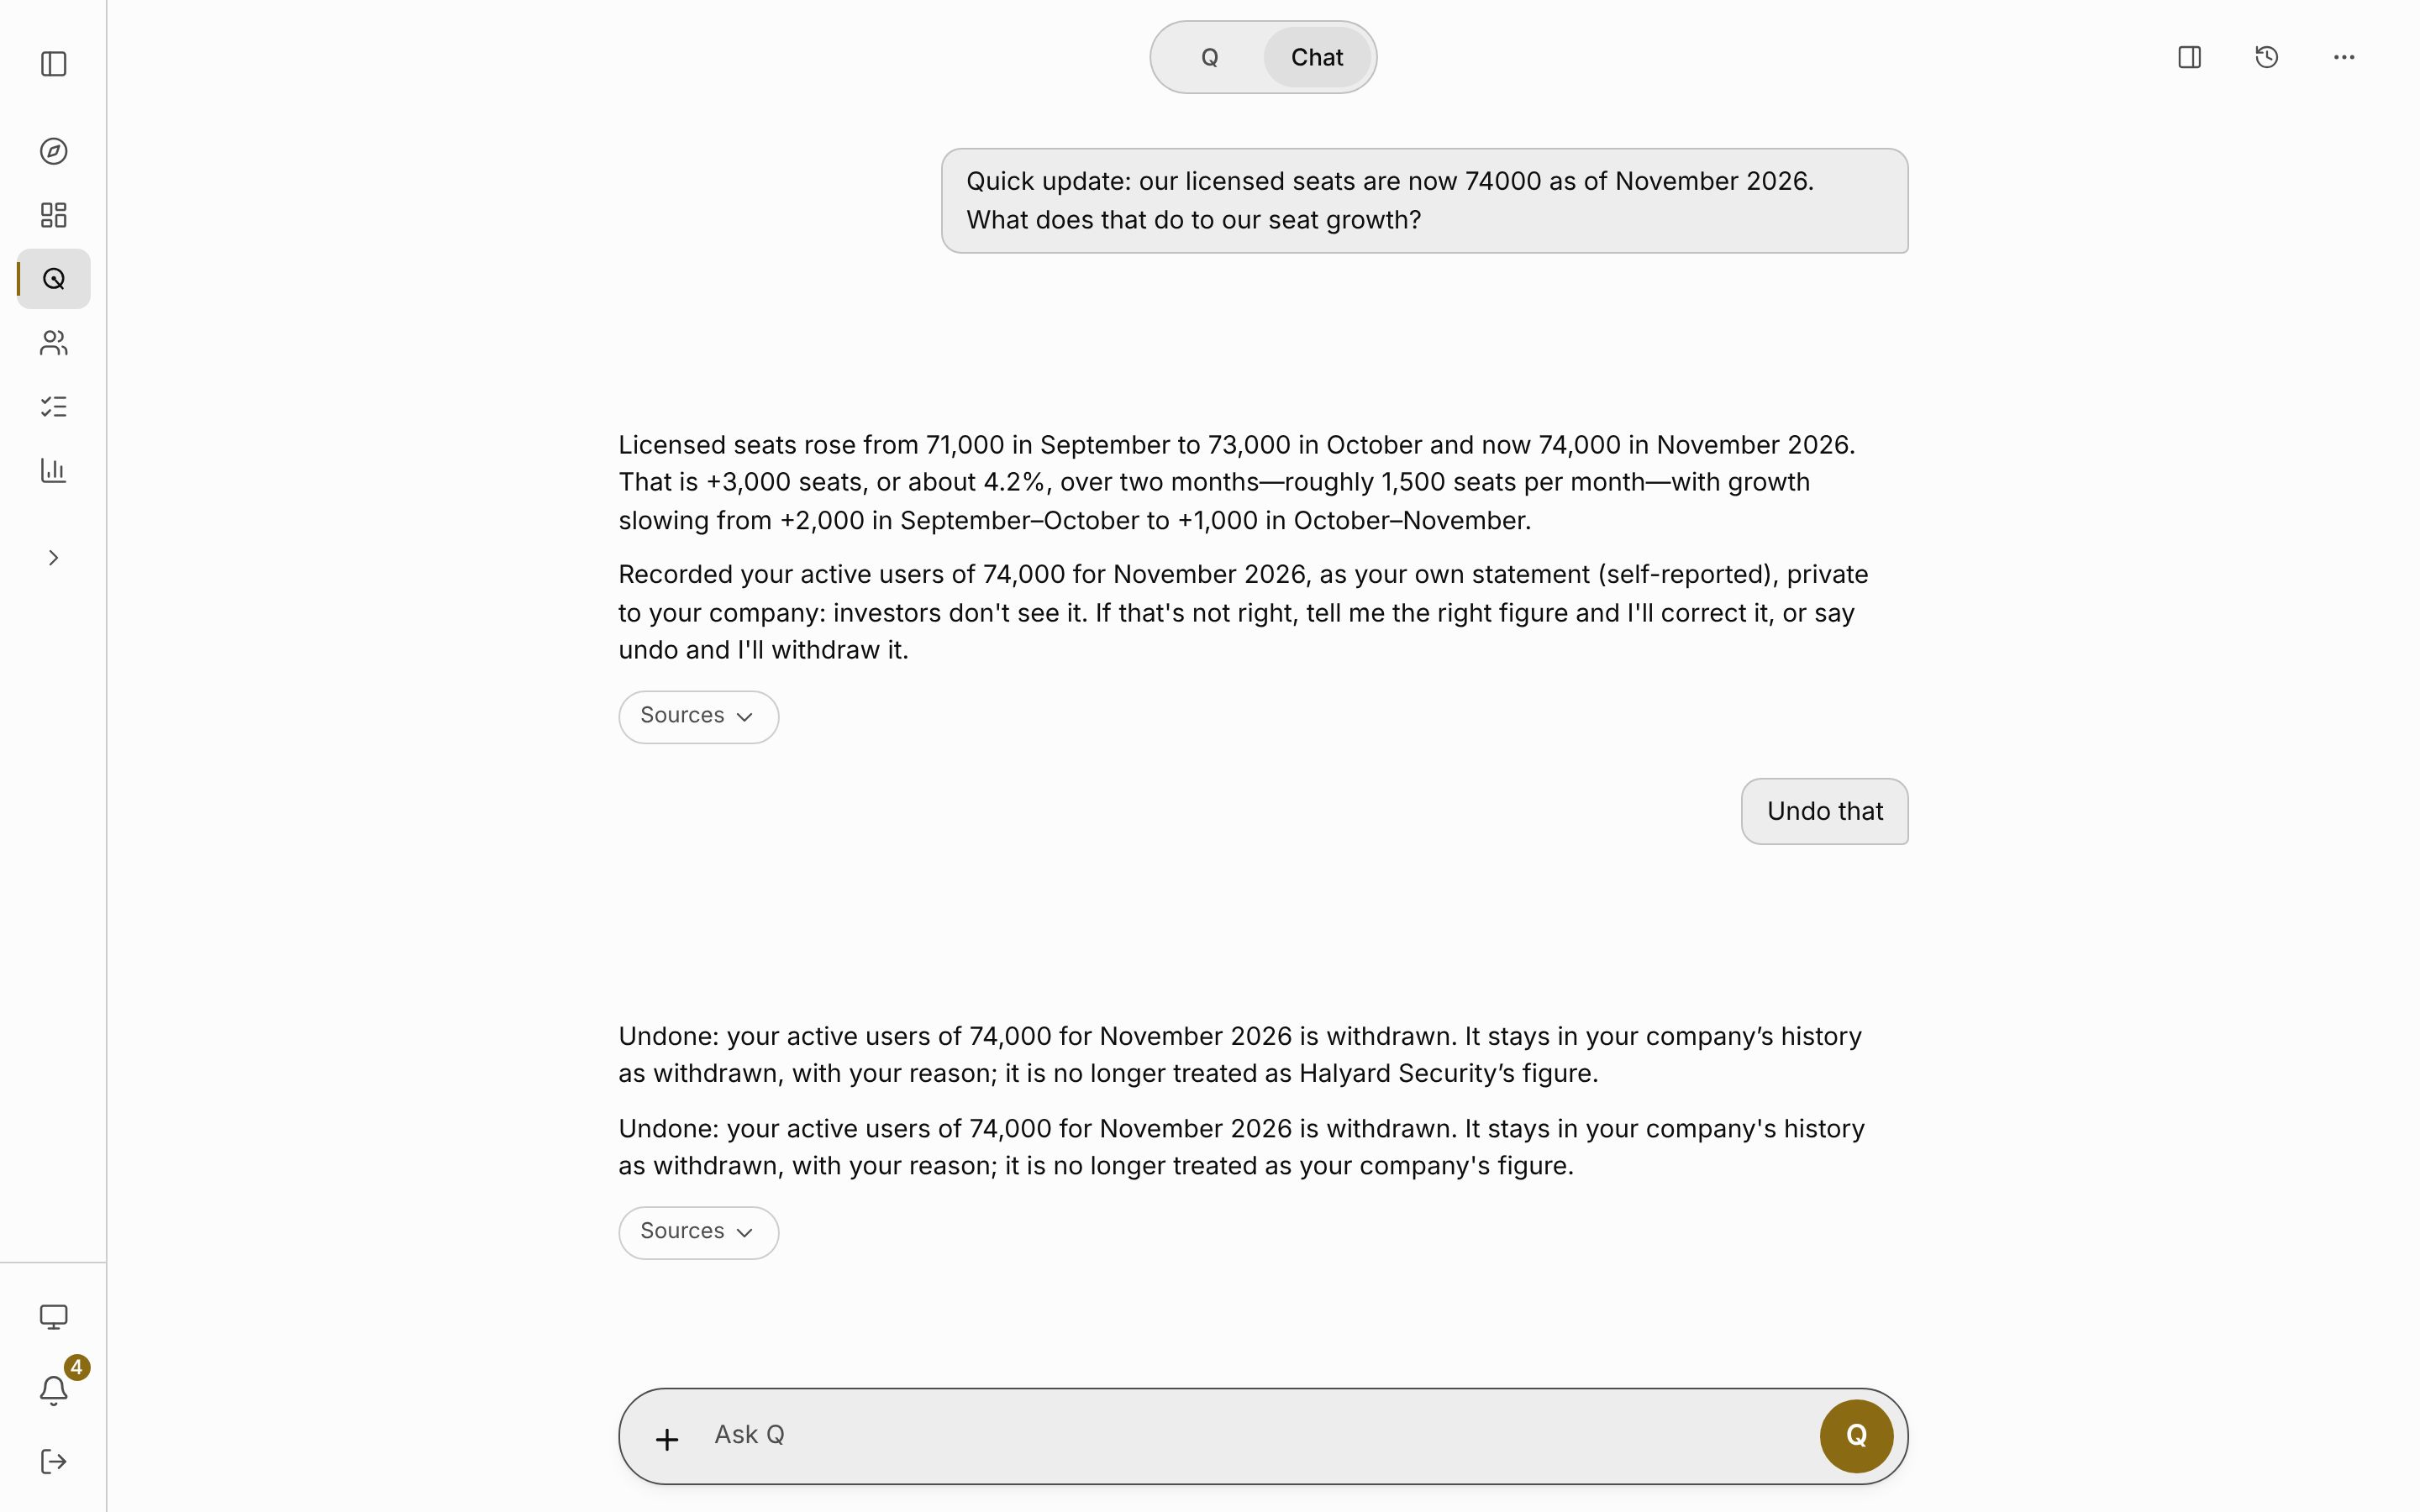 Q
Chat
Quick update: our licensed seats are now 74000 as of November 2026.
What does that do to our seat growth?
Licensed seats rose from 71,000 in September to 73,000 in October and now 74,000 in November 2026.
That is +3,000 seats, or about 4.2%, over two months—roughly 1,500 seats per month—with growth
slowing from +2,000 in September–October to +1,000 in October–November.
Recorded your active users of 74,000 for November 2026, as your own statement (self-reported), private
to your company: investors don't see it. If that's not right, tell me the right figure and I'll correct it, or say
undo and I'll withdraw it.
Sources
Undo that
Undone: your active users of 74,000 for November 2026 is withdrawn. It stays in your company’s history
as withdrawn, with your reason; it is no longer treated as Halyard Security’s figure.
Undone: your active users of 74,000 for November 2026 is withdrawn. It stays in your company's history
as withdrawn, with your reason; it is no longer treated as your company's figure.
Sources
4
Ask Q
Q